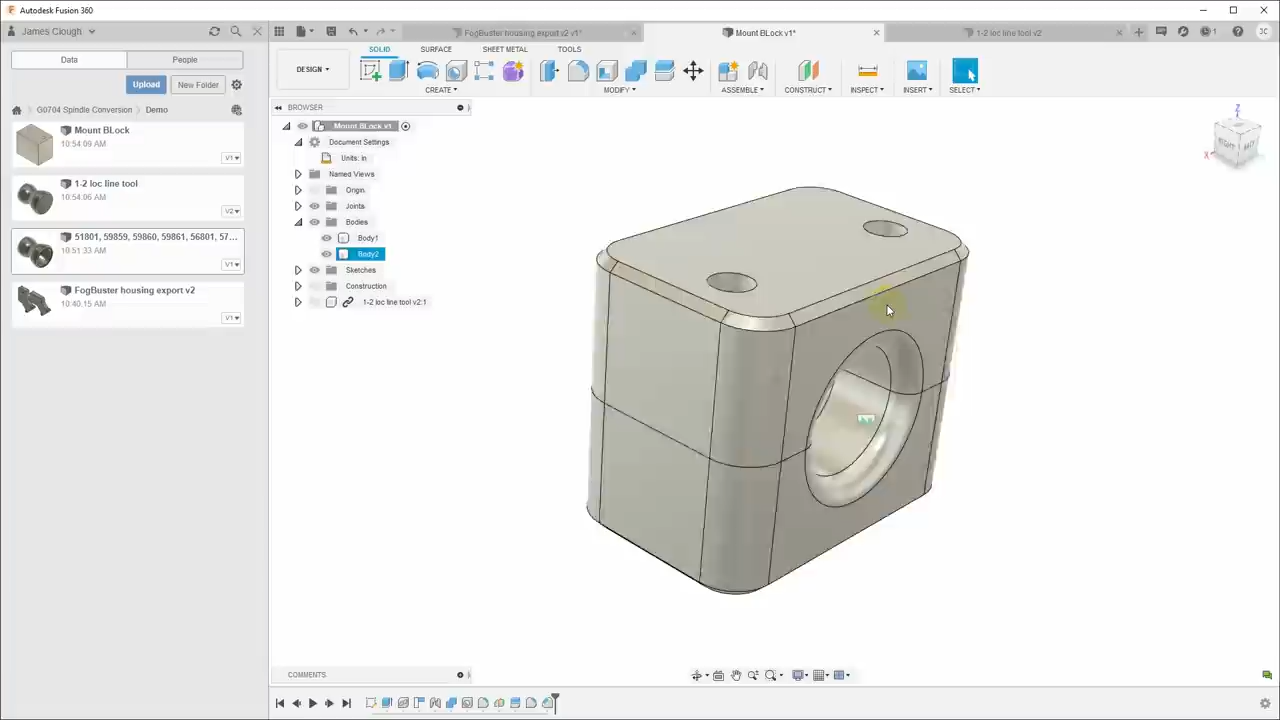 Autodesk Fusion 360
James Clough
FogBuster housing export v2 v1*
Mount BLock v1*
1-2 loc line tool v2
1
Data
People
SOLID
SURFACE
SHEET METAL
TOOLS
DESIGN
Upload
New Folder
CREATE
MODIFY
ASSEMBLE
CONSTRUCT
INSPECT
INSERT
SELECT
G0704 Spindle Conversion
Demo
BROWSER
Mount BLock
10:54:09 AM
V1
Mount BLock v1
Document Settings
Units: in
Named Views
1-2 loc line tool
10:54:06 AM
V2
Origin
Joints
Bodies
51801, 59859, 59860, 59861, 56801, 57...
10:51:33 AM
V1
Body1
Body2
Sketches
FogBuster housing export v2
10:40:15 AM
V1
Construction
1-2 loc line tool v2:1
Z
X
RIGHT
BACK
COMMENTS